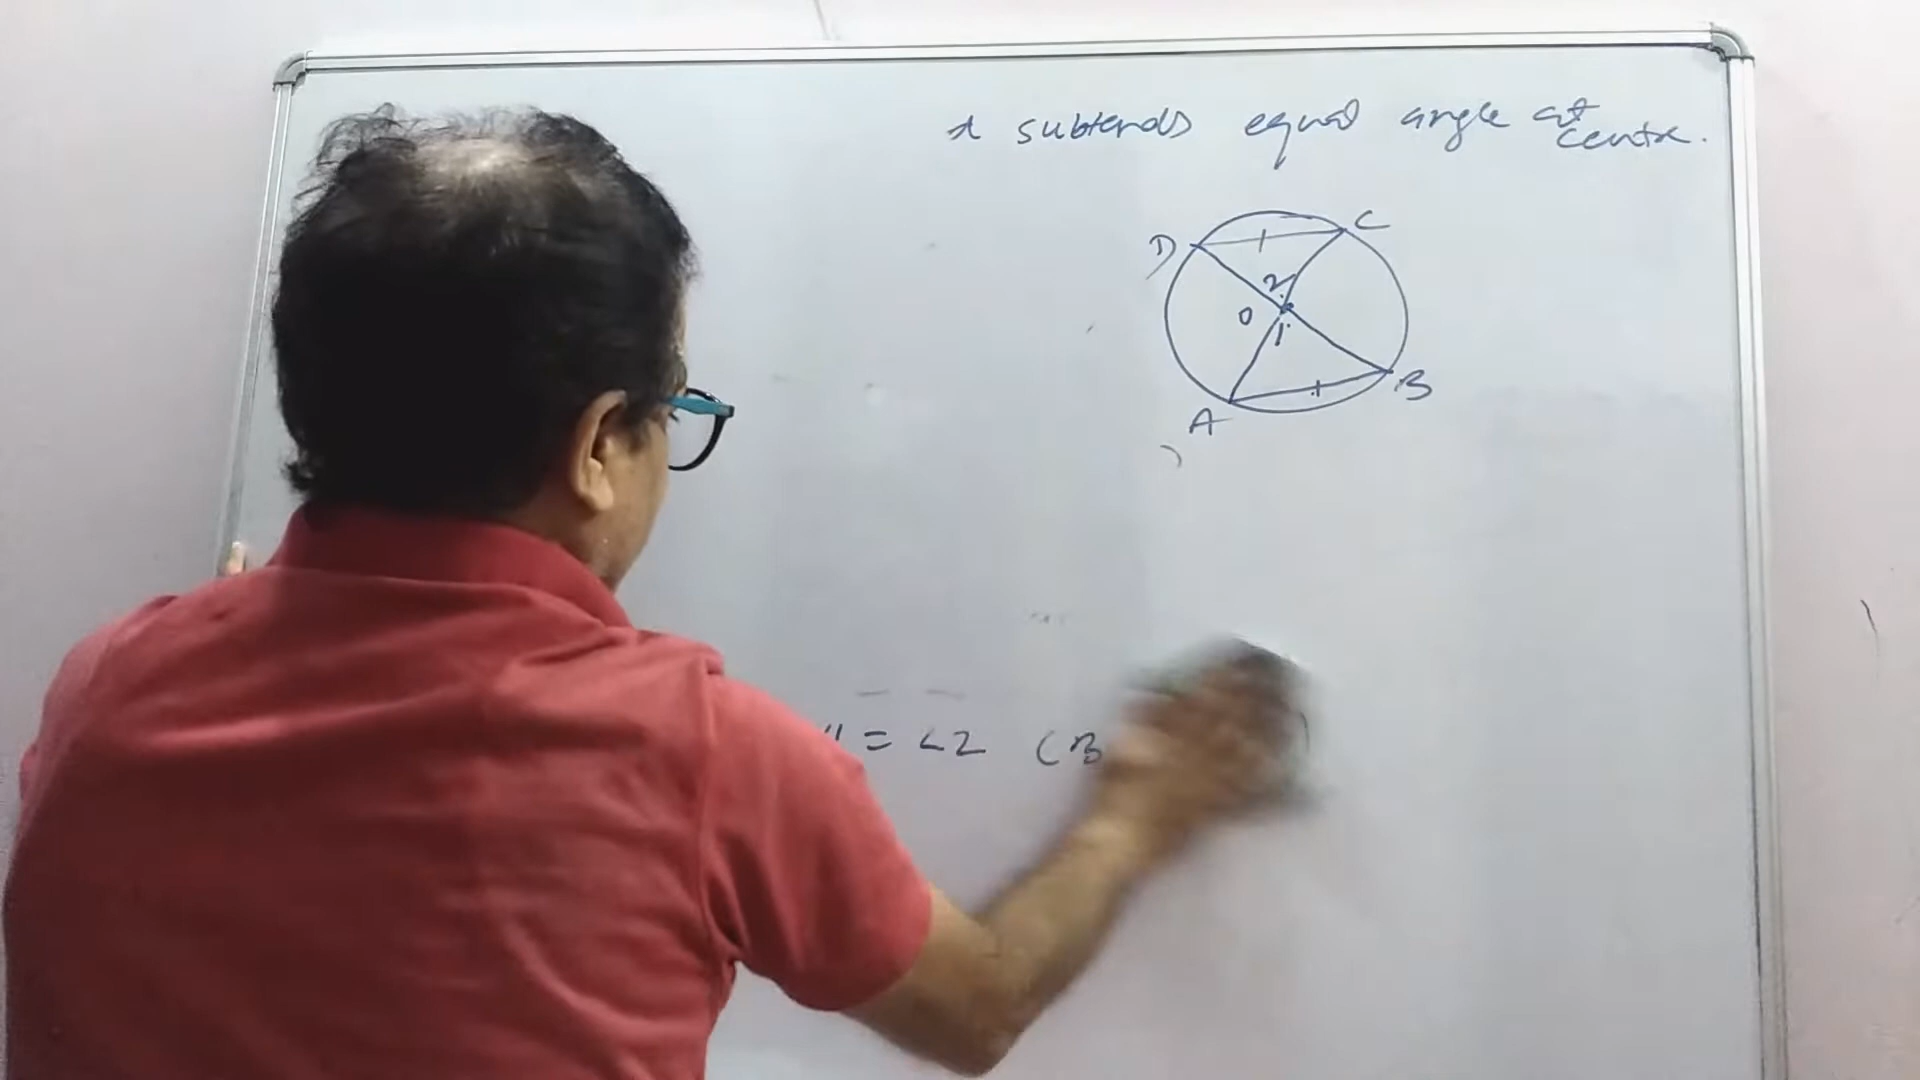 subtends equal angle at centre.
D C
2
O
1
A B
= ∠2 (B